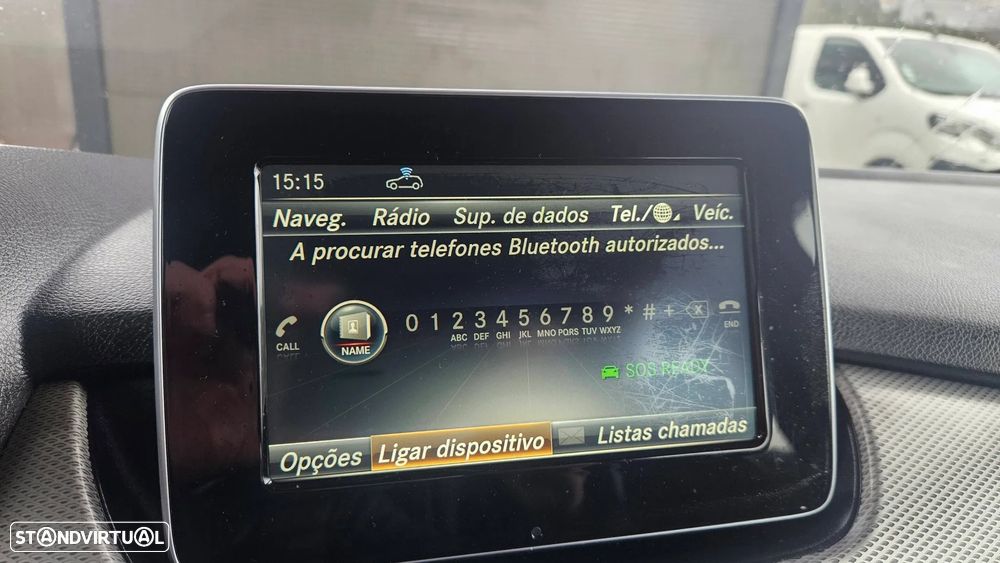 15:15
Naveg. Rádio Sup. de dados Tel./ Veíc.
A procurar telefones Bluetooth autorizados...
CALL NAME 0 1 2 3 4 5 6 7 8 9 * # + x END
ABC DEF GHI JKL MNO PQRS TUV WXYZ
SOS READY
Opções Ligar dispositivo Listas chamadas
STANDVIRTUAL